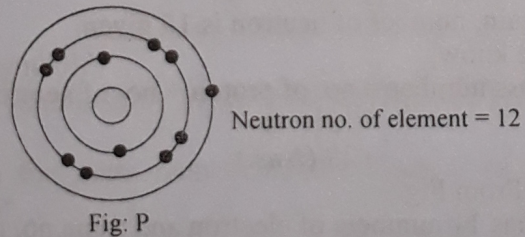 Neutron no. of element = 12
Fig: P